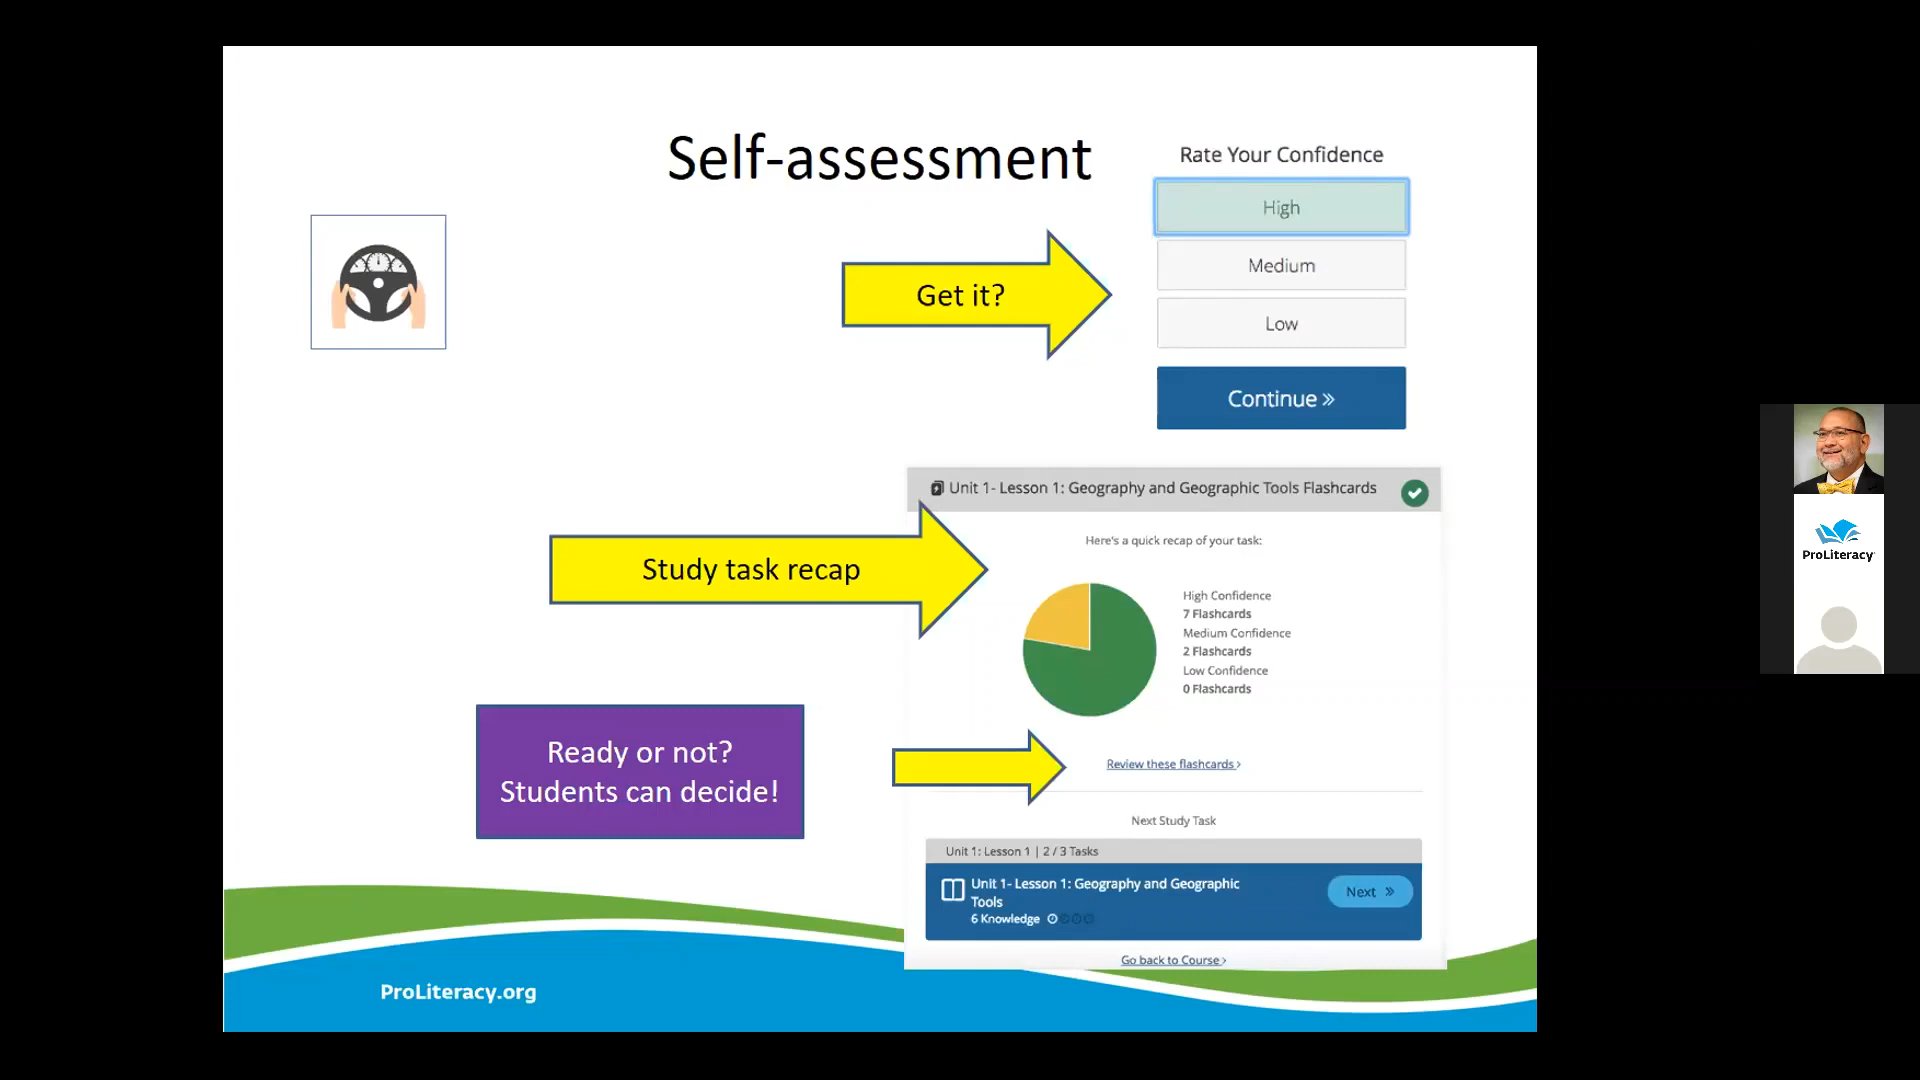 Self-assessment
Rate Your Confidence
High
Medium
Low
Continue »
Get it?
Unit 1- Lesson 1: Geography and Geographic Tools Flashcards
Here's a quick recap of your task:
Study task recap
High Confidence
7 Flashcards
Medium Confidence
2 Flashcards
Low Confidence
0 Flashcards
Ready or not?
Students can decide!
Review these flashcards ›
Next Study Task
Unit 1: Lesson 1 | 2 / 3 Tasks
Unit 1- Lesson 1: Geography and Geographic
Tools
6 Knowledge
Next »
Go back to Course ›
ProLiteracy.org
ProLiteracy